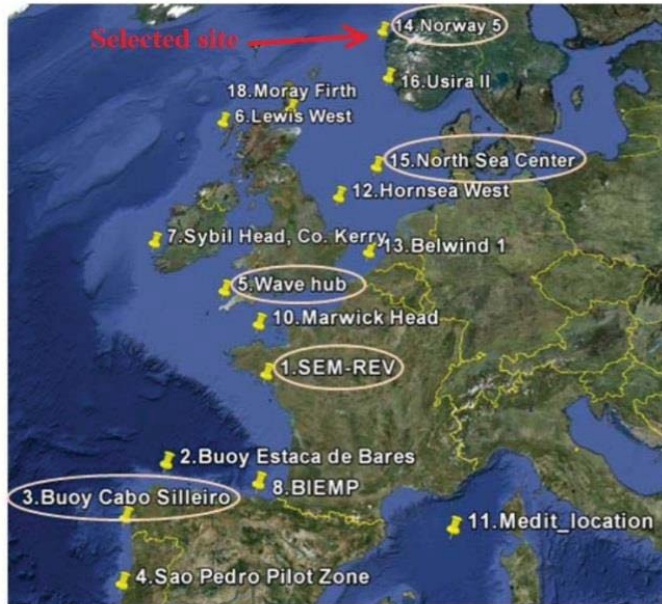 14.Norway 5
Selected site
16.Usira II
18.Moray Firth
6.Lewis West
15.North Sea Center
12.Hornsea West
7.Sybil Head, Co. Kerry
13.Belwind 1
5.Wave hub
10.Marwick Head
1.SEM-REV
2.Buoy Estaca de Bares
8.BIEMP
3.Buoy Cabo Silleiro
11.Medit_location
4.Sao Pedro Pilot Zone